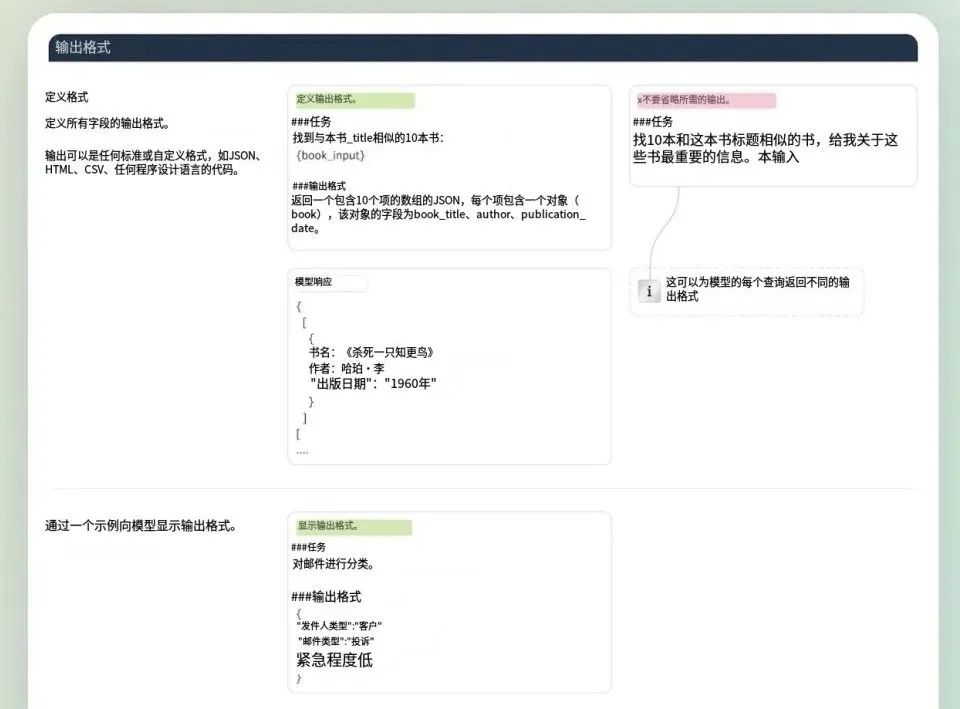 输出格式
定义格式
定义所有字段的输出格式。
输出可以是任何标准或自定义格式，如JSON、
HTML、CSV、任何程序设计语言的代码。
定义输出格式。
###任务
找到与本书_title相似的10本书：
{book_input}
###输出格式
返回一个包含10个项的数组的JSON，每个项包含一个对象（
book），该对象的字段为book_title、author、publication_
date。
x不要省略所需的输出。
###任务
找10本和这本书标题相似的书，给我关于这
些书最重要的信息。本输入
i 这可以为模型的每个查询返回不同的输
出格式
模型响应
{
[
{
书名：《杀死一只知更鸟》
作者：哈珀·李
"出版日期"："1960年"
}
]
[
....
通过一个示例向模型显示输出格式。
显示输出格式。
###任务
对邮件进行分类。
###输出格式
{
"发件人类型":"客户"
"邮件类型":"投诉"
紧急程度低
}